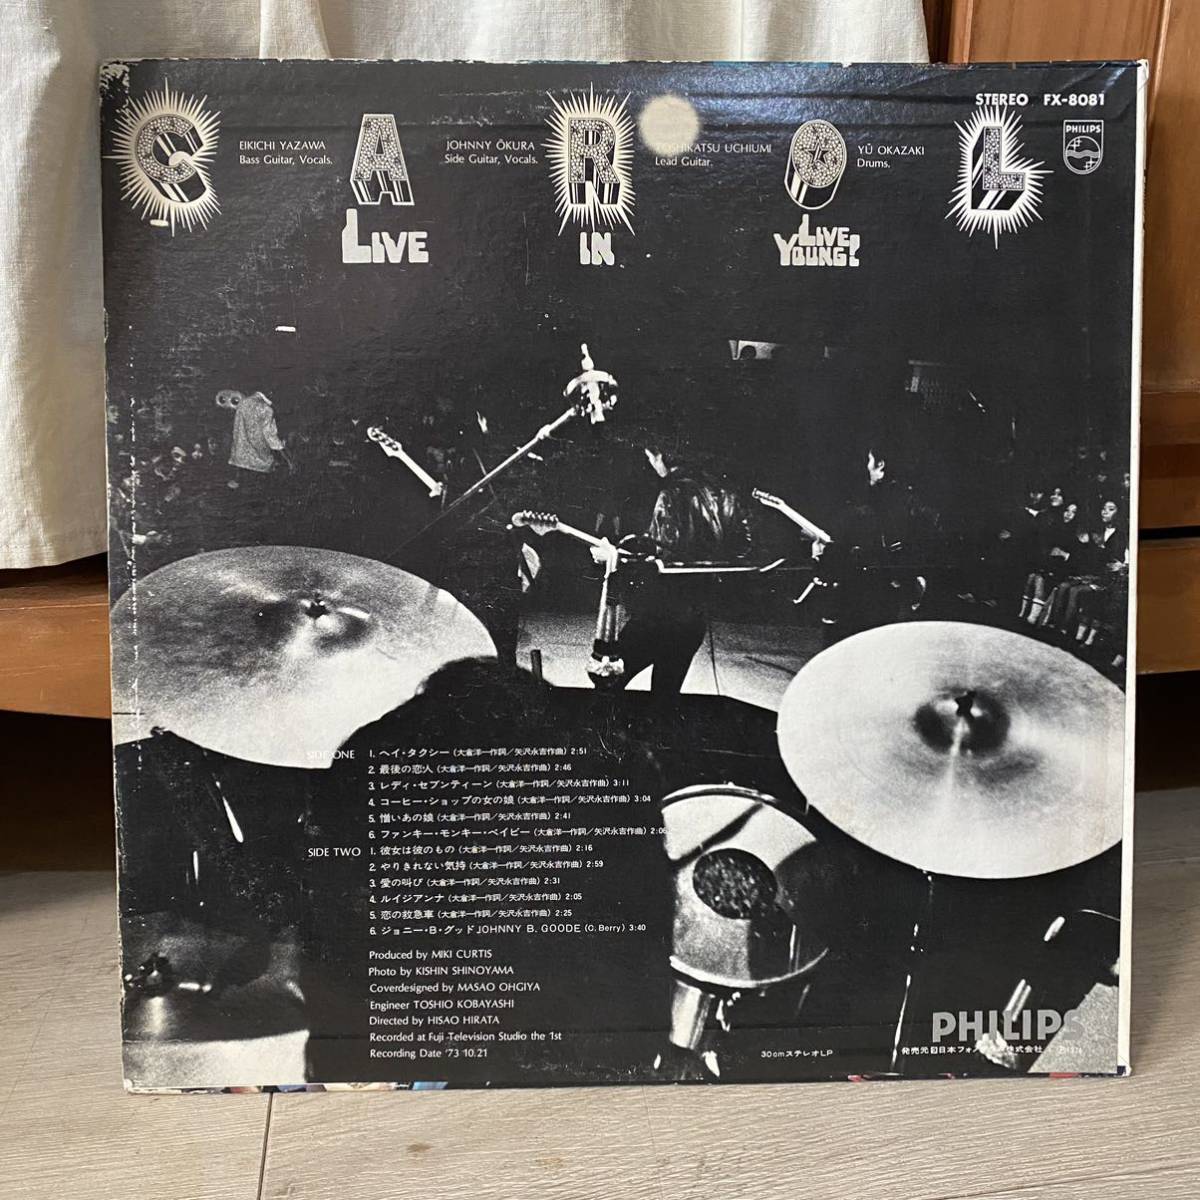 STEREO FX-8081
PHILIPS
CAROL
EIKICHI YAZAWA
Bass Guitar, Vocals.
JOHNNY ŌKURA
Side Guitar, Vocals.
TOSHIKATSU UCHIUMI
Lead Guitar.
YŪ OKAZAKI
Drums.
LIVE IN LIVE YOUNG!
SIDE ONE 1. ヘイ・タクシー (大倉洋一作詞/矢沢永吉作曲) 2:51
2. 最後の恋人 (大倉洋一作詞/矢沢永吉作曲) 2:46
3. レディ・セブンティーン (大倉洋一作詞/矢沢永吉作曲) 3:11
4. コーヒー・ショップの女の娘 (大倉洋一作詞/矢沢永吉作曲) 3:04
5. 憎いあの娘 (大倉洋一作詞/矢沢永吉作曲) 2:41
6. ファンキー・モンキー・ベイビー (大倉洋一作詞/矢沢永吉作曲) 2:06
SIDE TWO 1. 彼女は彼のもの (大倉洋一作詞/矢沢永吉作曲) 2:16
2. やりきれない気持 (大倉洋一作詞/矢沢永吉作曲) 2:59
3. 愛の叫び (大倉洋一作詞/矢沢永吉作曲) 2:31
4. ルイジアンナ (大倉洋一作詞/矢沢永吉作曲) 2:05
5. 恋の救急車 (大倉洋一作詞/矢沢永吉作曲) 2:25
6. ジョニー・B・グッド JOHNNY B. GOODE (C. Berry) 3:40
Produced by MIKI CURTIS
Photo by KISHIN SHINOYAMA
Coverdesigned by MASAO OHGIYA
Engineer TOSHIO KOBAYASHI
Directed by HISAO HIRATA
Recorded at Fuji Television Studio the 1st
Recording Date '73 10.21
30cmステレオLP
PHILIPS
発売元 日本フォノグラム株式会社